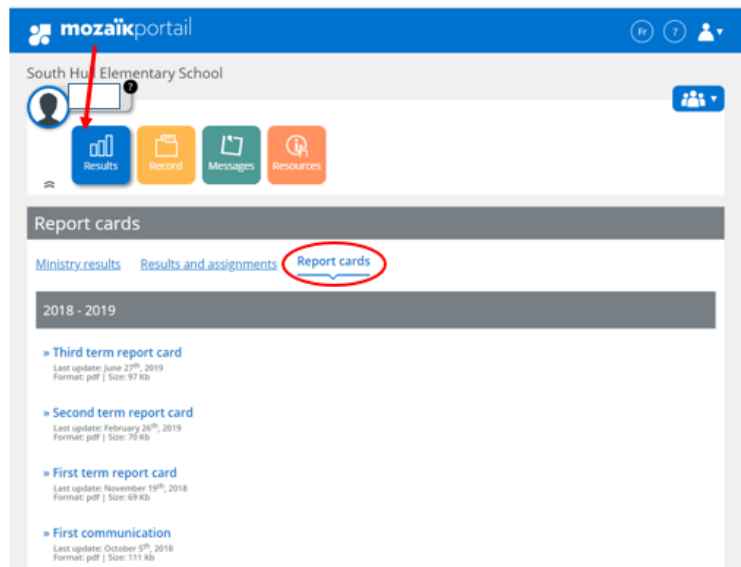 mozaïkportail
Fr ?
South Hull Elementary School
?
Results Record Messages Resources
Report cards
Ministry results Results and assignments Report cards
2018 - 2019
» Third term report card
Last update: June 27th, 2019
Format: pdf | Size: 97 Kb
» Second term report card
Last update: February 26th, 2019
Format: pdf | Size: 70 Kb
» First term report card
Last update: November 19th, 2018
Format: pdf | Size: 69 Kb
» First communication
Last update: October 5th, 2018
Format: pdf | Size: 111 Kb